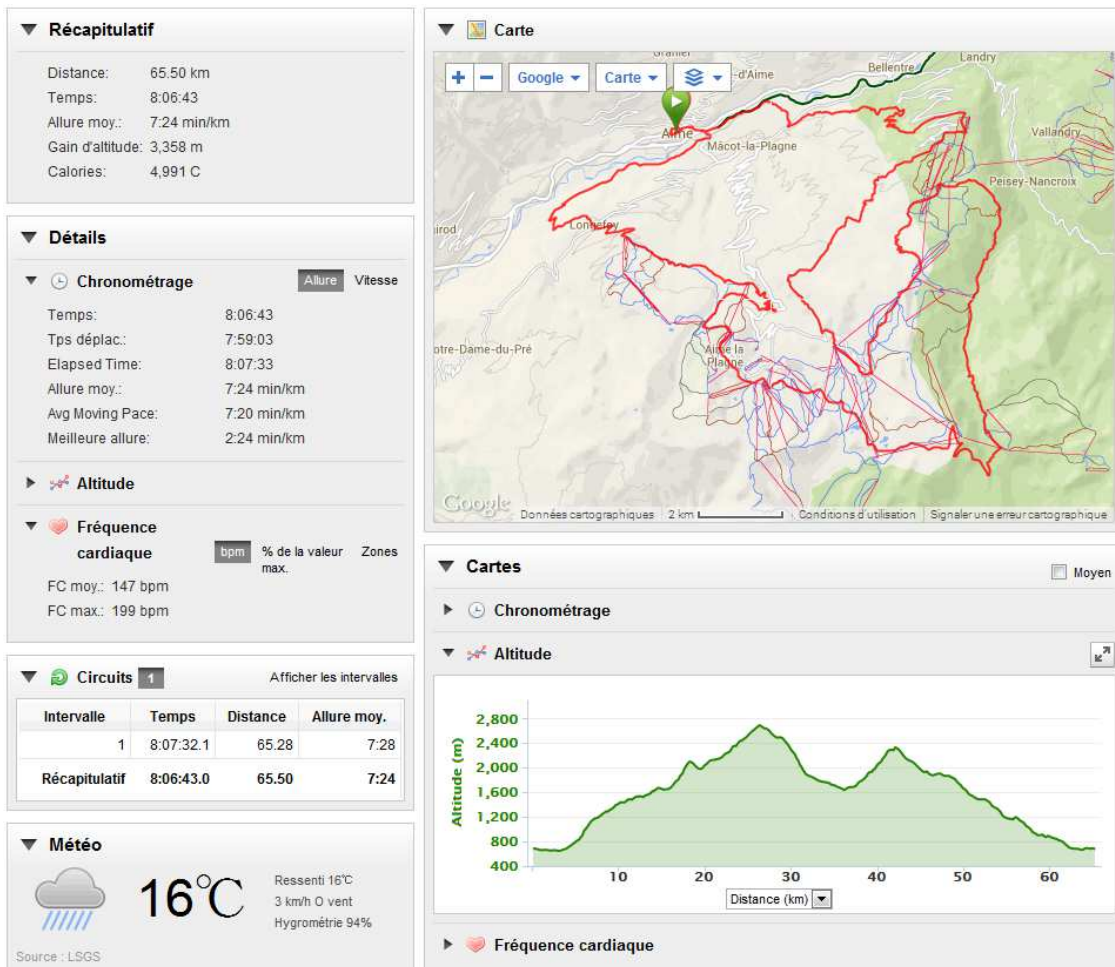 Récapitulatif
Distance: 65.50 km
Temps: 8:06:43
Allure moy.: 7:24 min/km
Gain d'altitude: 3,358 m
Calories: 4,991 C
Détails
Chronométrage Allure Vitesse
Temps: 8:06:43
Tps déplac.: 7:59:03
Elapsed Time: 8:07:33
Allure moy.: 7:24 min/km
Avg Moving Pace: 7:20 min/km
Meilleure allure: 2:24 min/km
Altitude
Fréquence
cardiaque bpm % de la valeur Zones
max.
FC moy.: 147 bpm
FC max.: 199 bpm
Circuits 1 Afficher les intervalles
Intervalle Temps Distance Allure moy.
1 8:07:32.1 65.28 7:28
Récapitulatif 8:06:43.0 65.50 7:24
Météo
16°C
Ressenti 16°C
3 km/h O vent
Hygrométrie 94%
Source : LSGS
Carte
Granier
Landry
Bellentre
+ − Google Carte
-d'Aime
Aime
Mâcot-la-Plagne
Vallandry
Peisey-Nancroix
Longefoy
girod
otre-Dame-du-Pré
Aime la
Plagne
Google Données cartographiques 2 km Conditions d'utilisation Signaler une erreur cartographique
Cartes Moyen
Chronométrage
Altitude
Altitude (m)
2,800
2,400
2,000
1,600
1,200
800
400
10 20 30 40 50 60
Distance (km)
Fréquence cardiaque